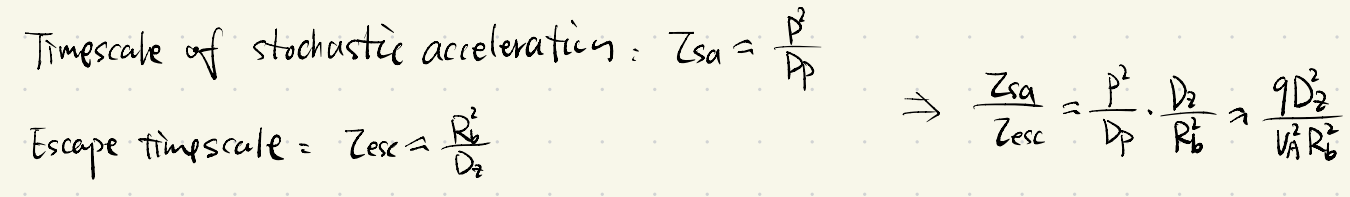 Timescale of stochastic acceleration : τsa = p²/Dp
⇒ τsa/τesc = p²/Dp · Dz/Rb² ≈ 9Dz²/(VA²Rb²)
Escape timescale = τesc ≈ Rb²/Dz